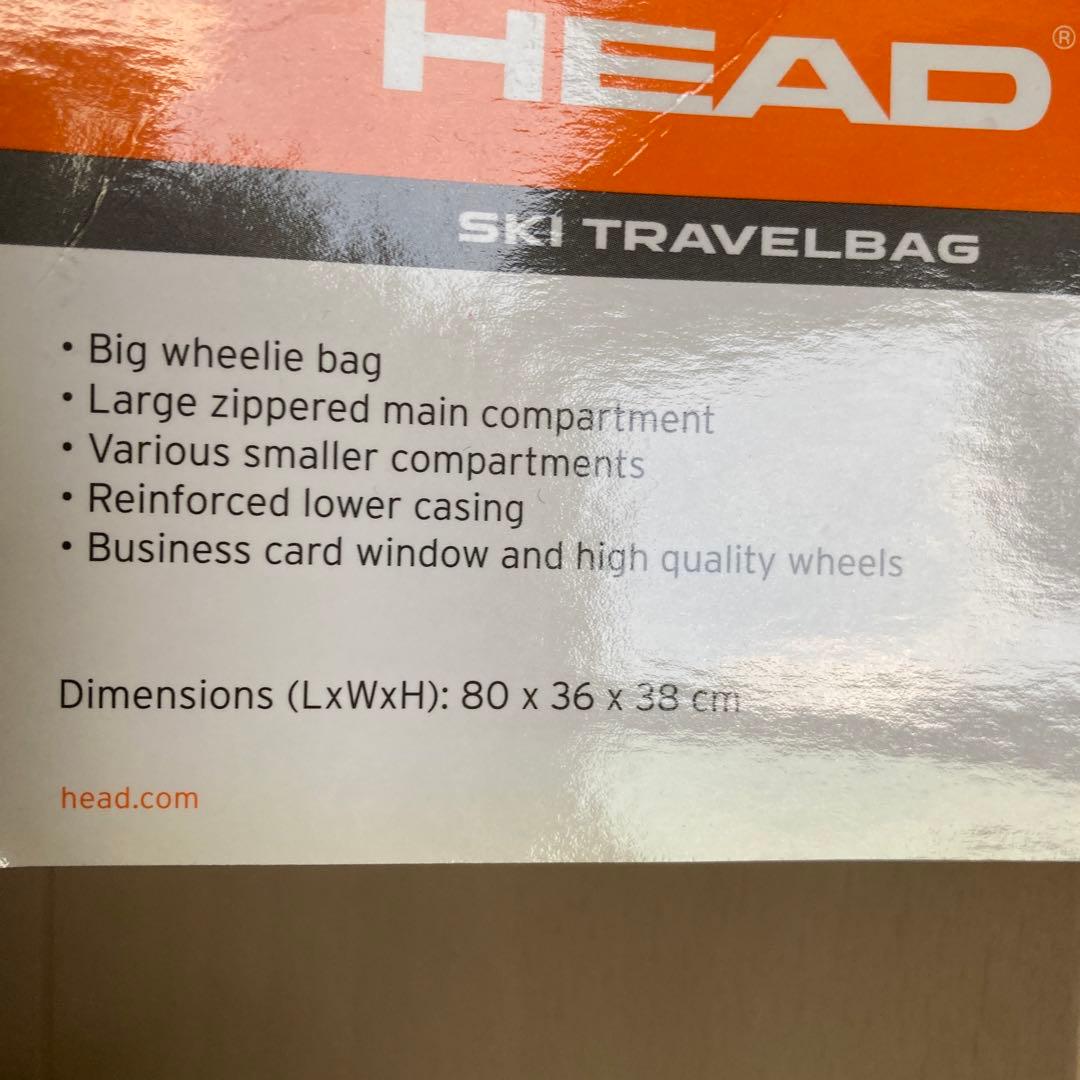 HEAD®
SKI TRAVELBAG
• Big wheelie bag
• Large zippered main compartment
• Various smaller compartments
• Reinforced lower casing
• Business card window and high quality wheels
Dimensions (LxWxH): 80 x 36 x 38 cm
head.com